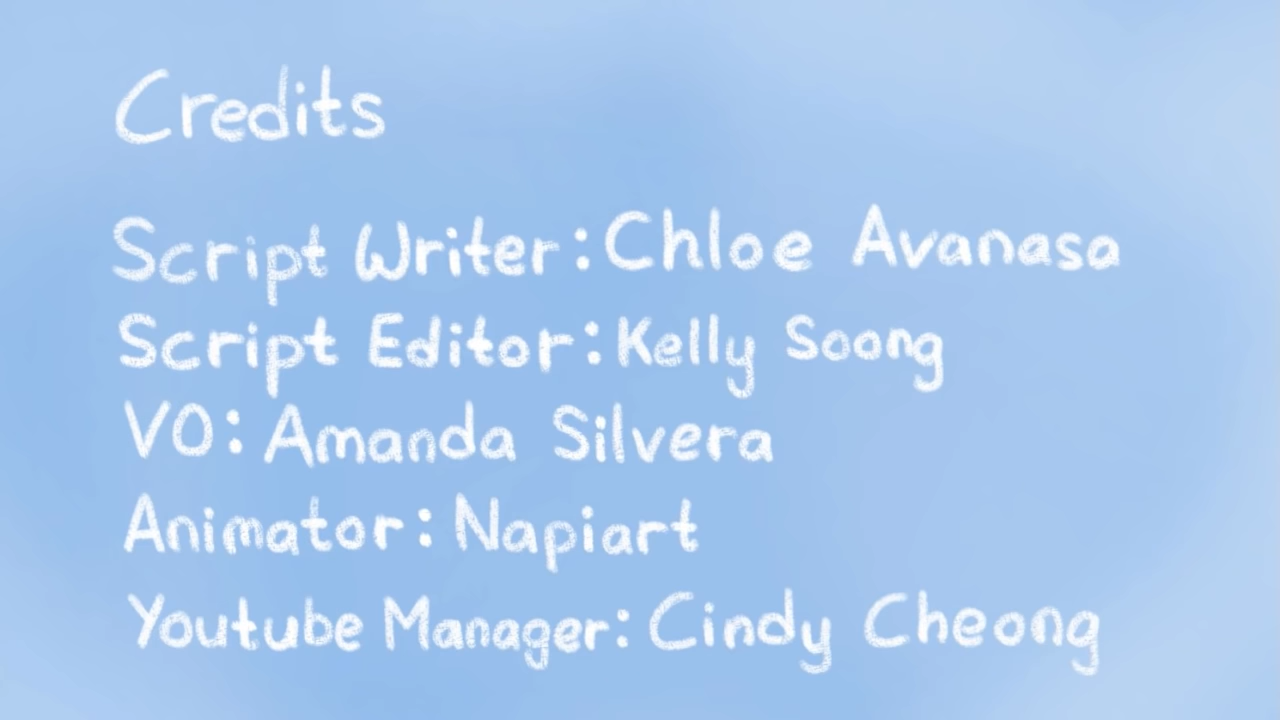 Credits
Script Writer: Chloe Avanasa
Script Editor: Kelly Soong
VO: Amanda Silvera
Animator: Napiart
Youtube Manager: Cindy Cheong